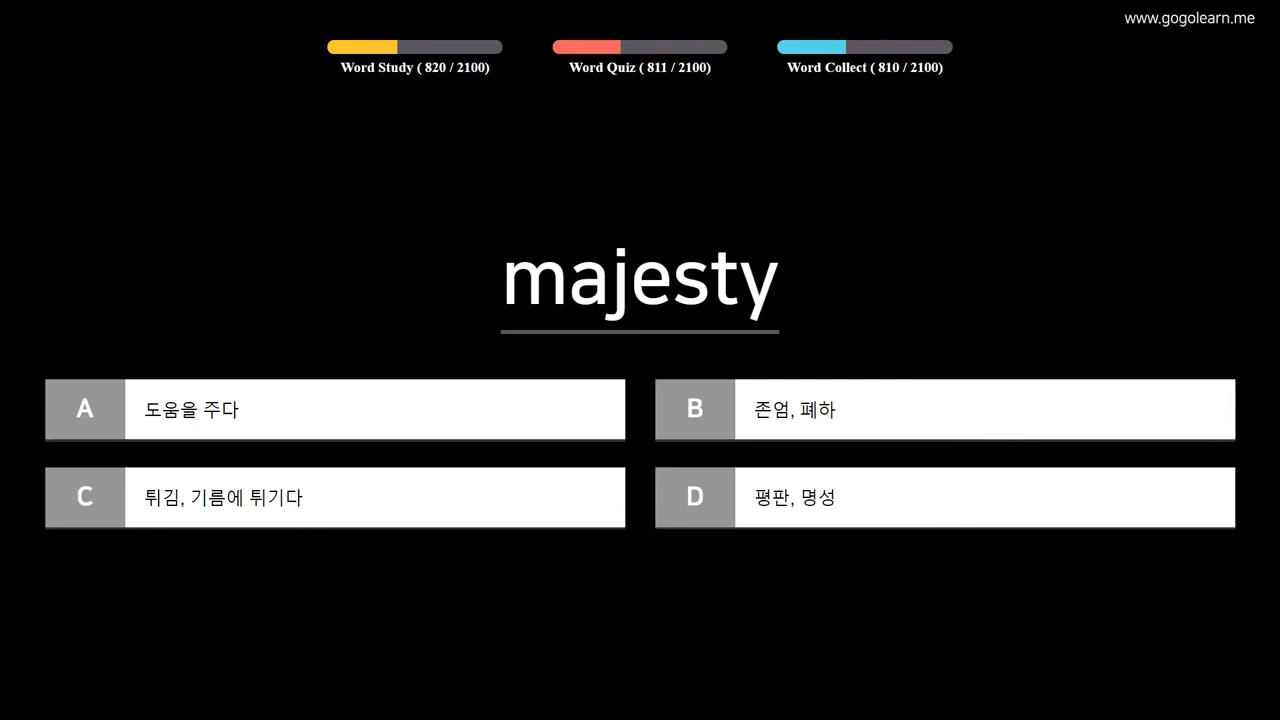 www.gogolearn.me
Word Study ( 820 / 2100)
Word Quiz ( 811 / 2100)
Word Collect ( 810 / 2100)
majesty
A 도움을 주다
B 존엄, 폐하
C 튀김, 기름에 튀기다
D 평판, 명성